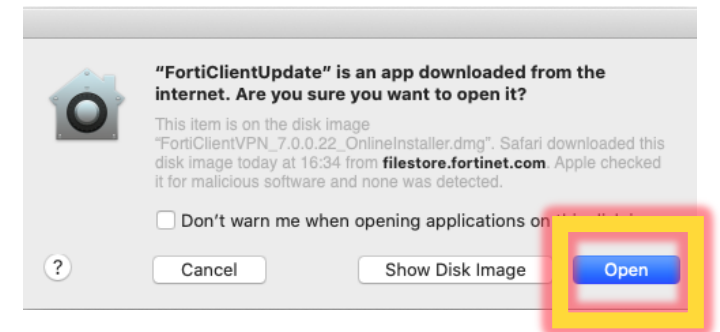 “FortiClientUpdate” is an app downloaded from the
internet. Are you sure you want to open it?
This item is on the disk image
“FortiClientVPN_7.0.0.22_OnlineInstaller.dmg”. Safari downloaded this
disk image today at 16:34 from filestore.fortinet.com. Apple checked
it for malicious software and none was detected.
Don’t warn me when opening applications on
? Cancel Show Disk Image Open